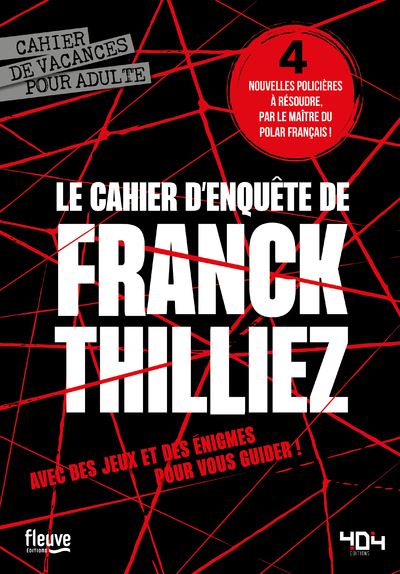 CAHIER
DE VACANCES
POUR ADULTE
4
NOUVELLES POLICIÈRES
À RÉSOUDRE,
PAR LE MAÎTRE DU
POLAR FRANÇAIS !
LE CAHIER D'ENQUÊTE DE
FRANCK
THILLIEZ
AVEC DES JEUX ET DES ÉNIGMES
POUR VOUS GUIDER !
fleuve
ÉDITIONS
404
ÉDITIONS